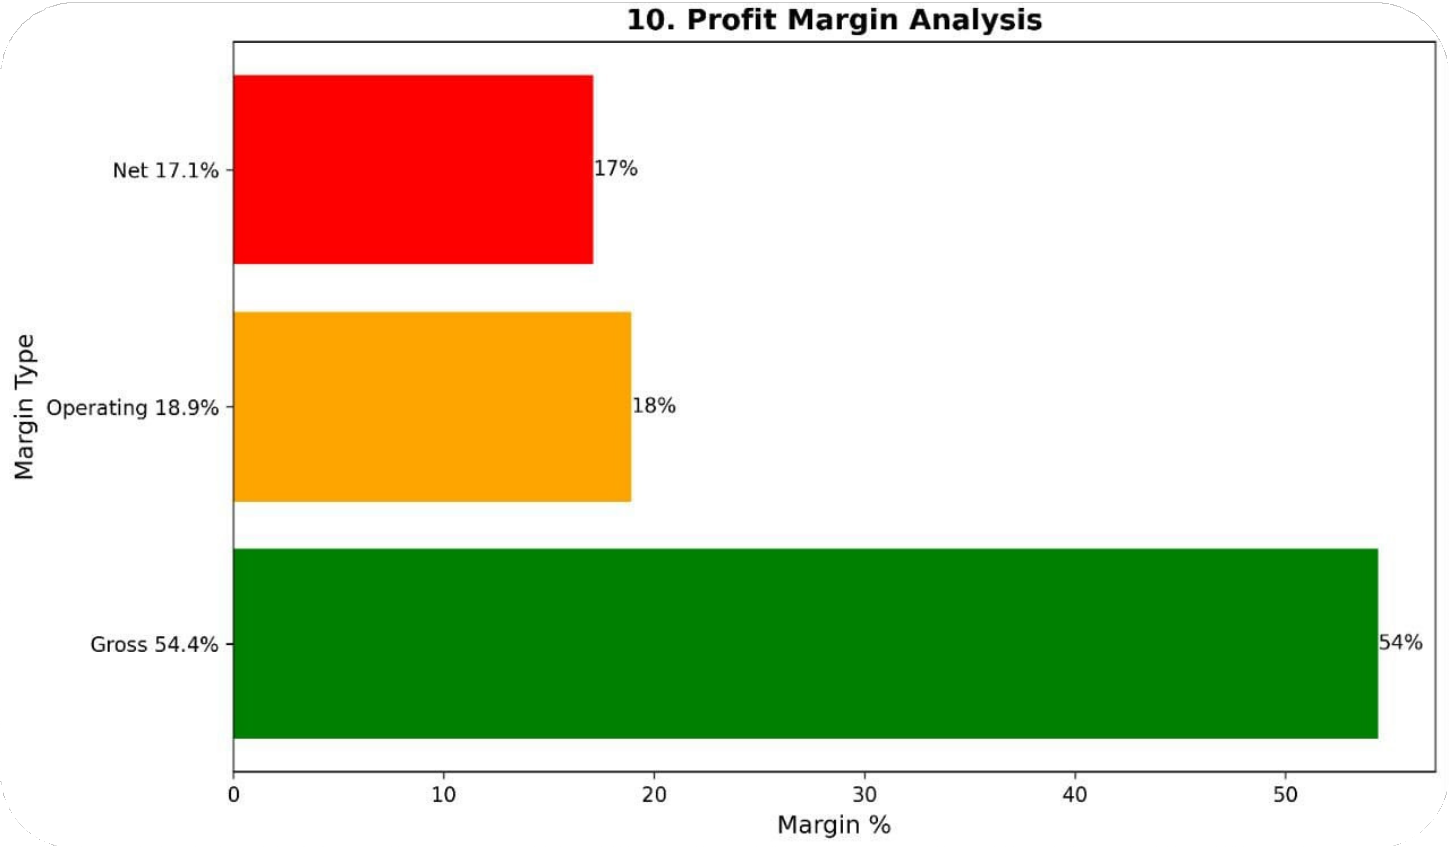 10. Profit Margin Analysis
Margin Type
Net 17.1%
17%
Operating 18.9%
18%
Gross 54.4%
54%
0 10 20 30 40 50
Margin %